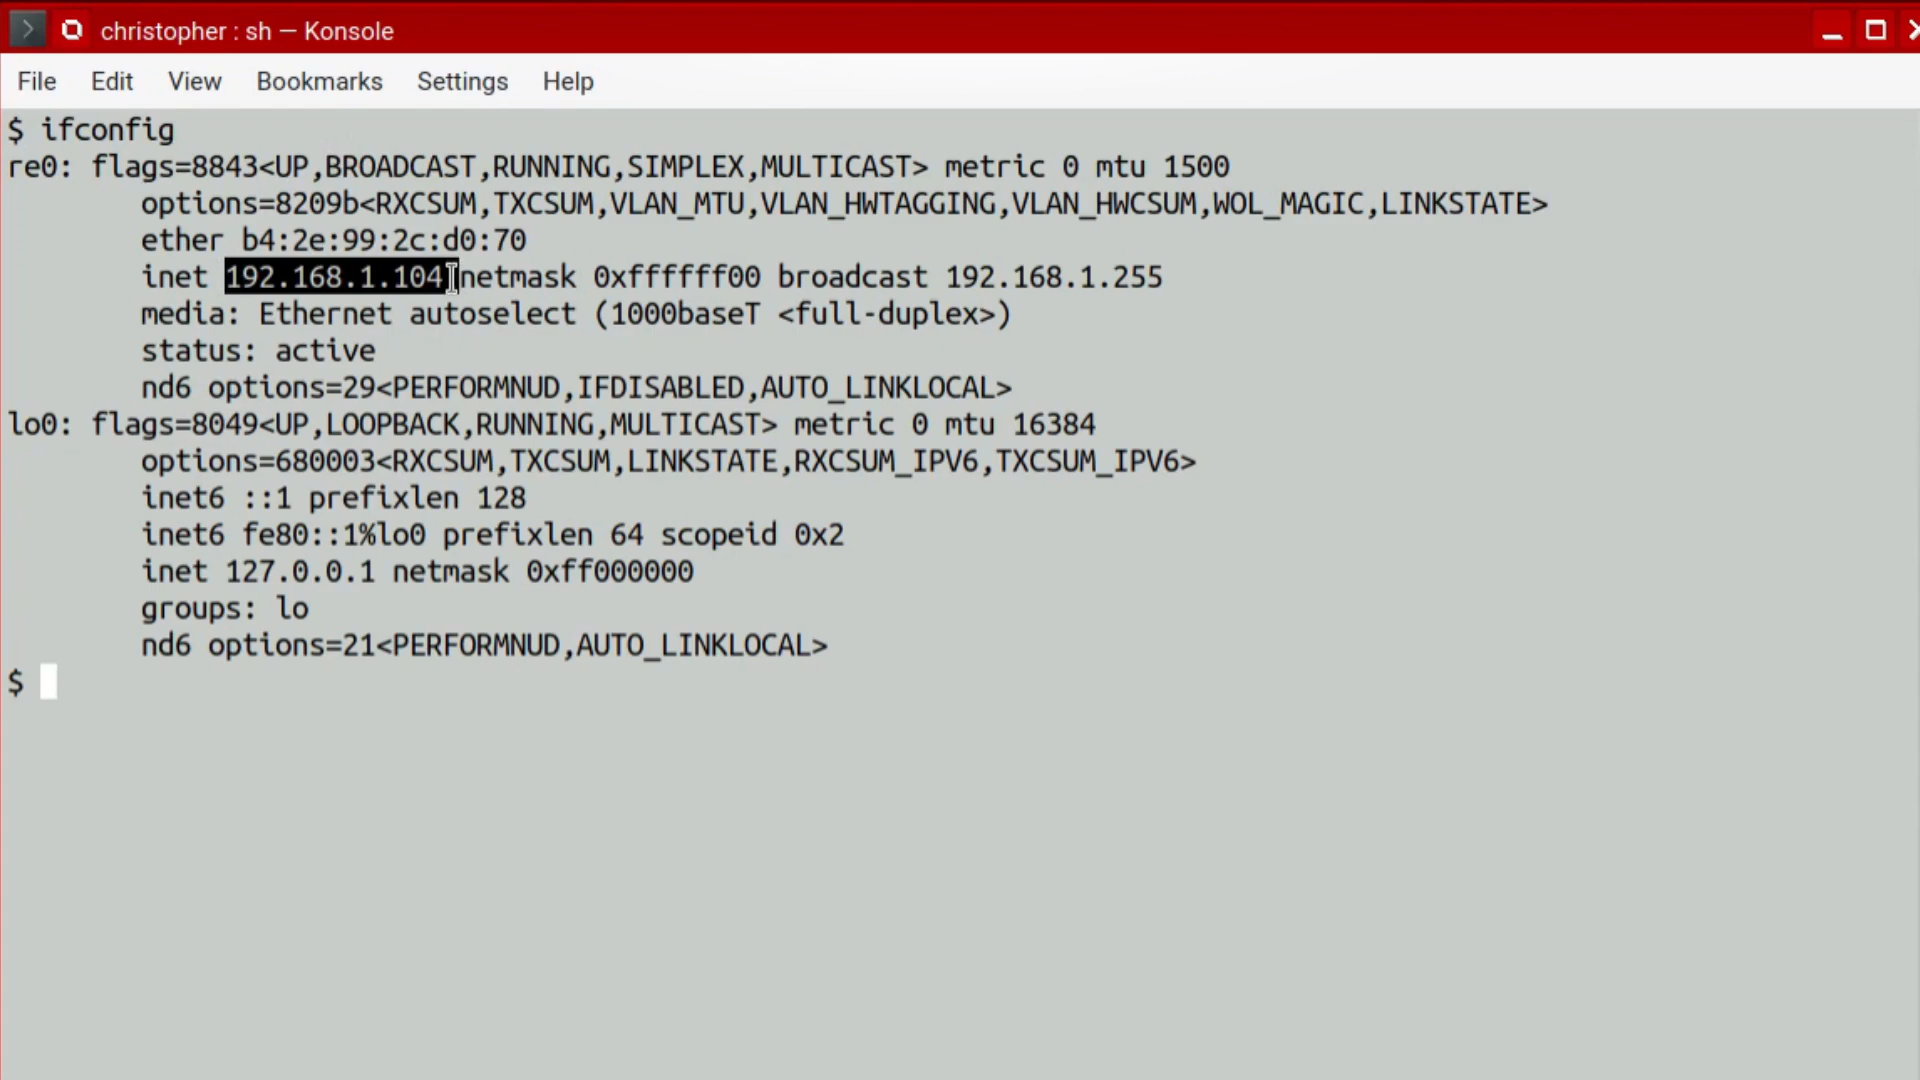 christopher : sh — Konsole
File Edit View Bookmarks Settings Help
$ ifconfig
re0: flags=8843<UP,BROADCAST,RUNNING,SIMPLEX,MULTICAST> metric 0 mtu 1500
options=8209b<RXCSUM,TXCSUM,VLAN_MTU,VLAN_HWTAGGING,VLAN_HWCSUM,WOL_MAGIC,LINKSTATE>
ether b4:2e:99:2c:d0:70
inet 192.168.1.104 netmask 0xffffff00 broadcast 192.168.1.255
media: Ethernet autoselect (1000baseT <full-duplex>)
status: active
nd6 options=29<PERFORMNUD,IFDISABLED,AUTO_LINKLOCAL>
lo0: flags=8049<UP,LOOPBACK,RUNNING,MULTICAST> metric 0 mtu 16384
options=680003<RXCSUM,TXCSUM,LINKSTATE,RXCSUM_IPV6,TXCSUM_IPV6>
inet6 ::1 prefixlen 128
inet6 fe80::1%lo0 prefixlen 64 scopeid 0x2
inet 127.0.0.1 netmask 0xff000000
groups: lo
nd6 options=21<PERFORMNUD,AUTO_LINKLOCAL>
$